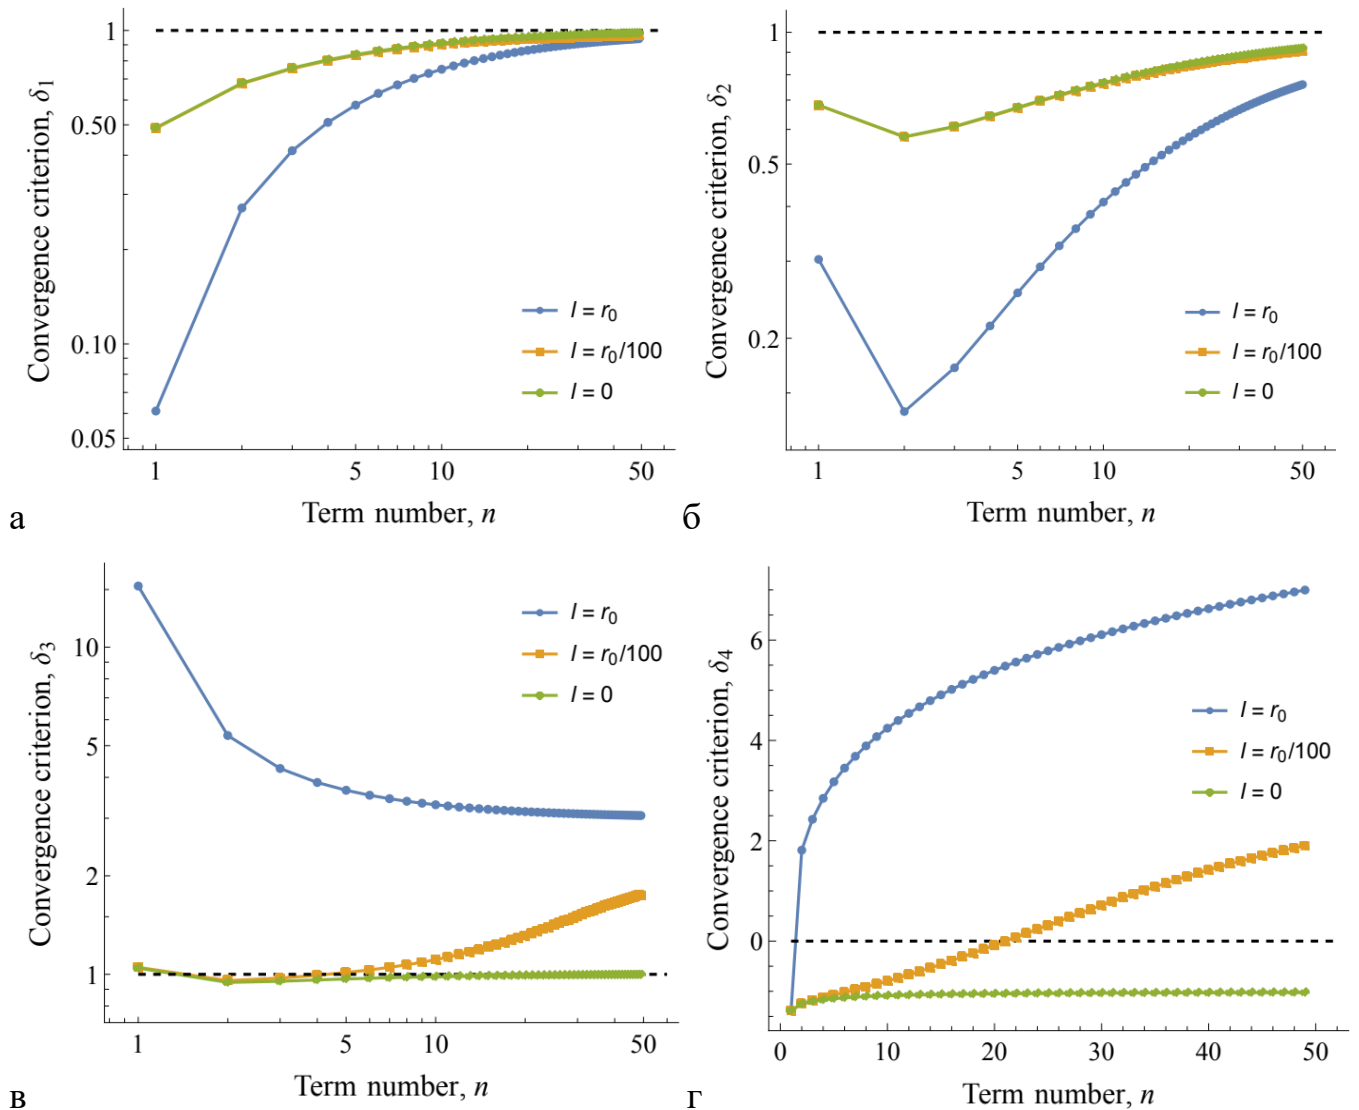 Convergence criterion, δ1
1
0.50
0.10
0.05
l = r0
l = r0/100
l = 0
1
5
10
50
Term number, n
а
Convergence criterion, δ2
1
0.5
0.2
l = r0
l = r0/100
l = 0
1
5
10
50
Term number, n
б
Convergence criterion, δ3
10
5
2
1
l = r0
l = r0/100
l = 0
1
5
10
50
Term number, n
в
Convergence criterion, δ4
6
4
2
0
l = r0
l = r0/100
l = 0
0
10
20
30
40
50
Term number, n
г